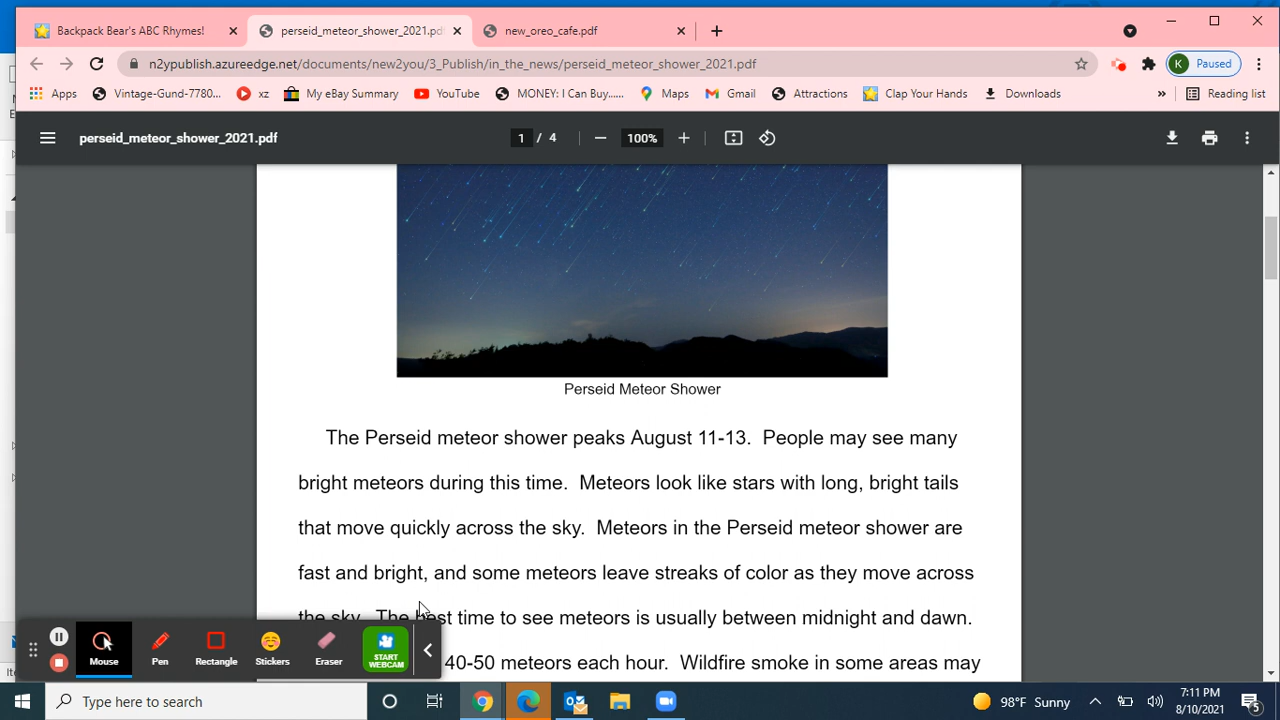 Backpack Bear's ABC Rhymes!
perseid_meteor_shower_2021.pdf
new_oreo_cafe.pdf
n2ypublish.azureedge.net/documents/new2you/3_Publish/in_the_news/perseid_meteor_shower_2021.pdf
K Paused
Apps
Vintage-Gund-7780...
xz
My eBay Summary
YouTube
MONEY: I Can Buy......
Maps
Gmail
Attractions
Clap Your Hands
Downloads
»
Reading list
perseid_meteor_shower_2021.pdf
1 / 4
100%
Perseid Meteor Shower
The Perseid meteor shower peaks August 11-13. People may see many
bright meteors during this time. Meteors look like stars with long, bright tails
that move quickly across the sky. Meteors in the Perseid meteor shower are
fast and bright, and some meteors leave streaks of color as they move across
the sky. The best time to see meteors is usually between midnight and dawn.
40-50 meteors each hour. Wildfire smoke in some areas may
Mouse
Pen
Rectangle
Stickers
Eraser
START
WEBCAM
Type here to search
98°F Sunny
7:11 PM
8/10/2021
5